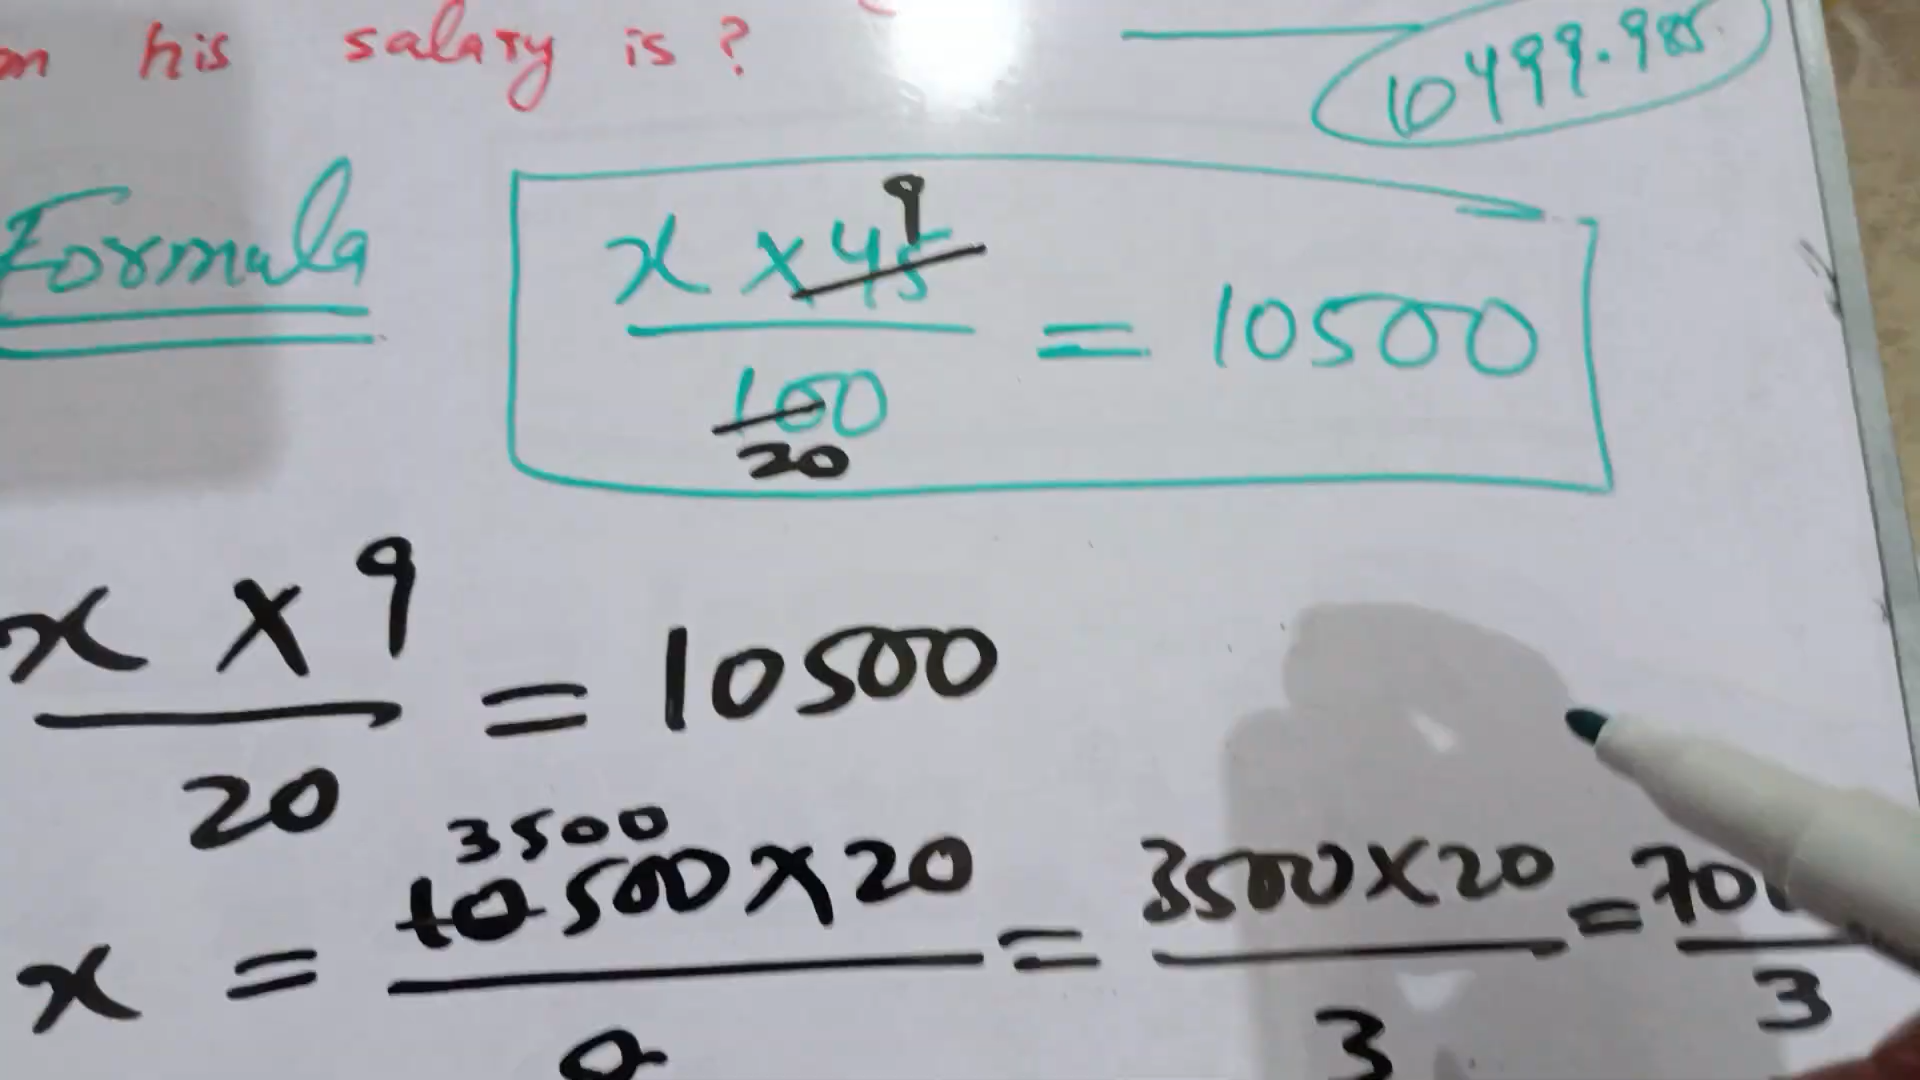 his salary is?
10499.985
Formula
x × 45 9
100 = 10500
20
x × 9
20 = 10500
3500
x = 10500 × 20 = 3500 × 20 =
3 3